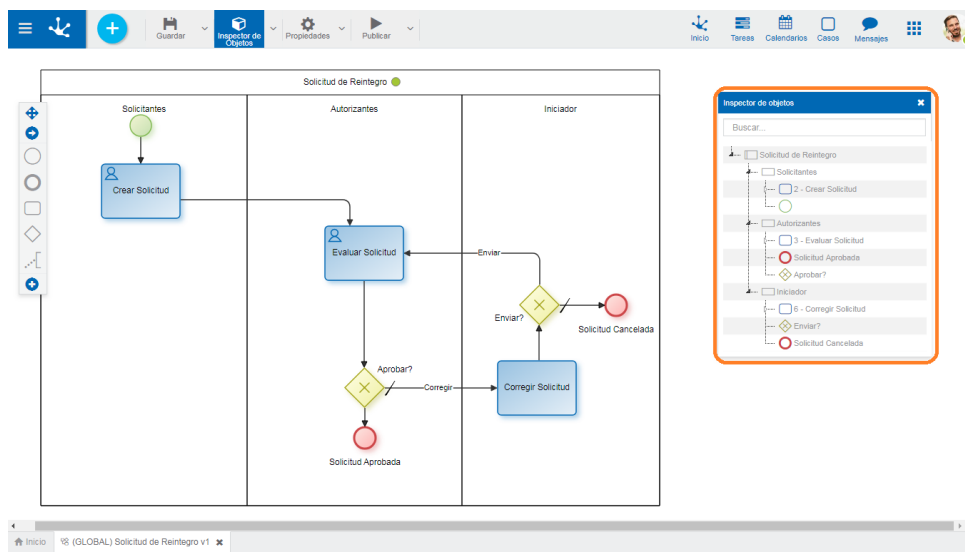 Guardar
Inspector de
Objetos
Propiedades
Publicar
Inicio
Tareas
Calendarios
Casos
Mensajes
Solicitud de Reintegro
Solicitantes
Autorizantes
Iniciador
Crear Solicitud
Evaluar Solicitud
Enviar
Enviar?
Solicitud Cancelada
Aprobar?
Corregir
Corregir Solicitud
Solicitud Aprobada
Inspector de objetos
Buscar...
Solicitud de Reintegro
Solicitantes
2 - Crear Solicitud
Autorizantes
3 - Evaluar Solicitud
Solicitud Aprobada
Aprobar?
Iniciador
6 - Corregir Solicitud
Enviar?
Solicitud Cancelada
Inicio
(GLOBAL) Solicitud de Reintegro v1